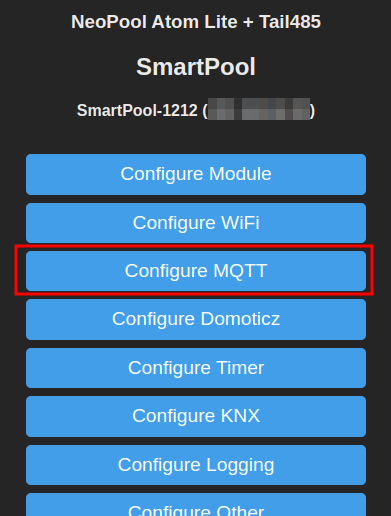 NeoPool Atom Lite + Tail485
SmartPool
SmartPool-1212 ( )
Configure Module
Configure WiFi
Configure MQTT
Configure Domoticz
Configure Timer
Configure KNX
Configure Logging
Configure Other